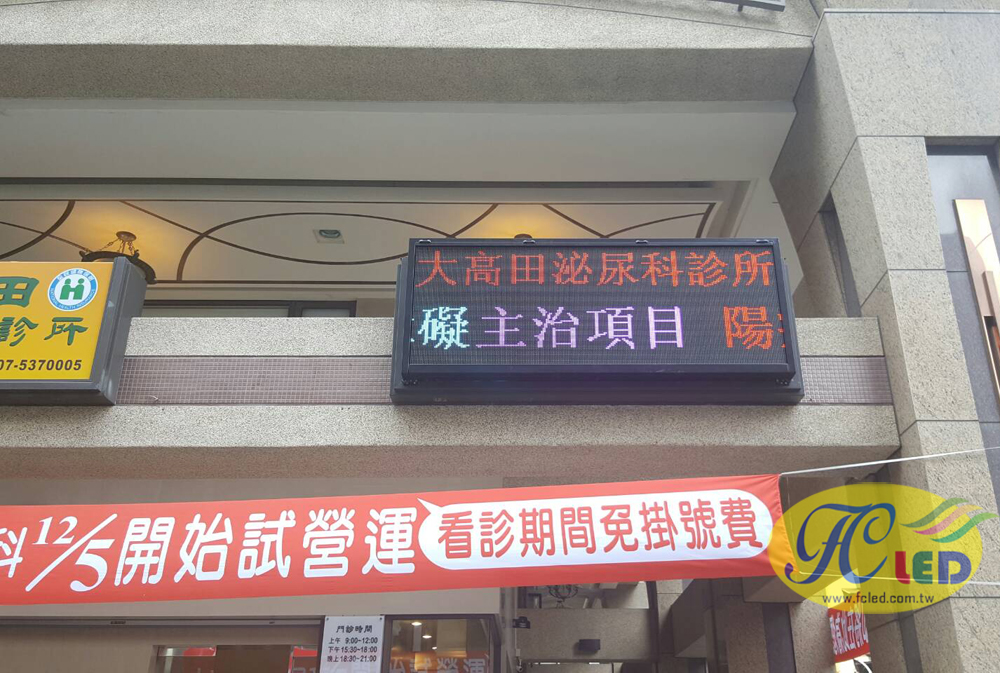 大高田泌尿科診所
礙主治項目 陽
田
診所
07-5370005
科12/5開始試營運
看診期間免掛號費
FC LED
www.fcled.com.tw
門診時間
上午 9:00~12:00
下午 15:30~18:00
晚上 18:30~21:00